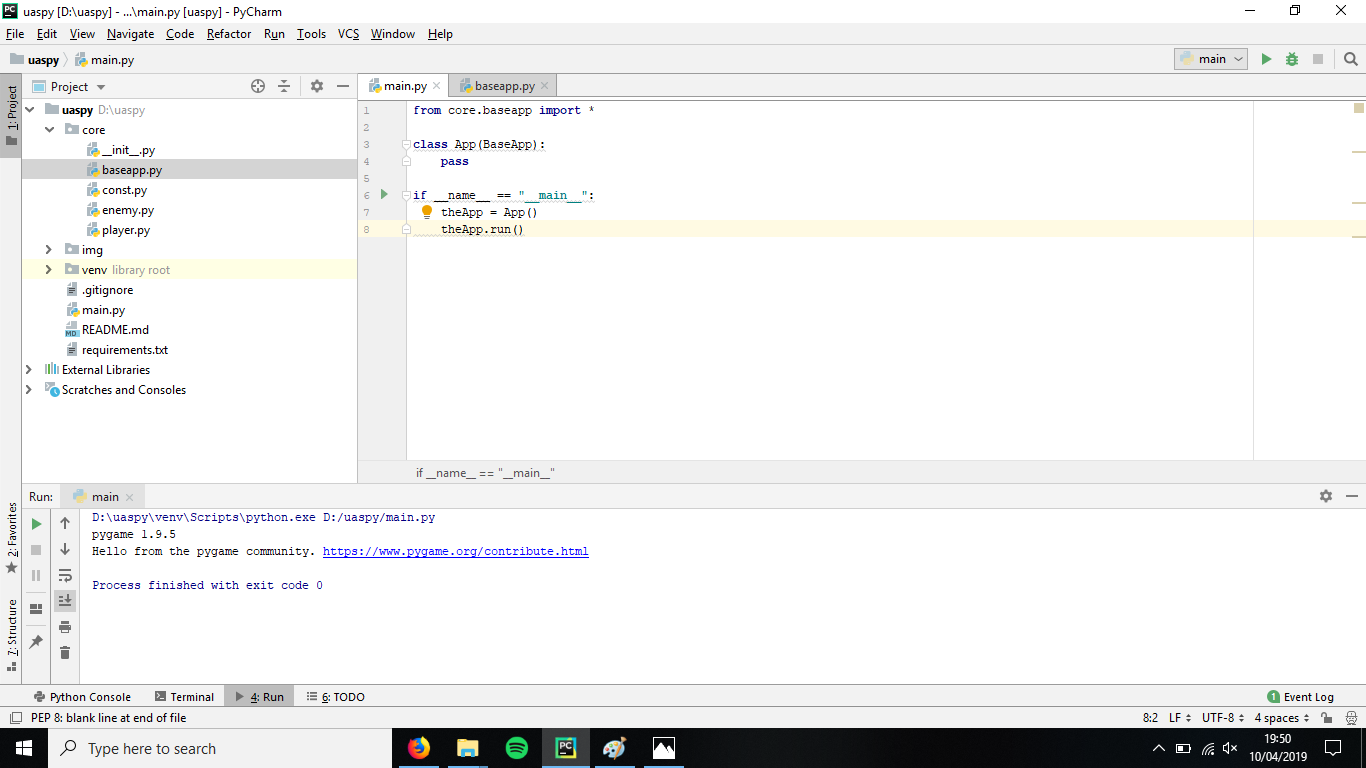 uaspy [D:\uaspy] - ...\main.py [uaspy] - PyCharm
File Edit View Navigate Code Refactor Run Tools VCS Window Help
uaspy main.py
main
1: Project
Project
main.py
baseapp.py
uaspy D:\uaspy
core
__init__.py
baseapp.py
const.py
enemy.py
player.py
img
venv library root
.gitignore
main.py
README.md
requirements.txt
External Libraries
Scratches and Consoles
1 from core.baseapp import *
2
3 class App(BaseApp):
4 pass
5
6 if __name__ == "__main__":
7 theApp = App()
8 theApp.run()
if __name__ == "__main__"
Run: main
2: Favorites
7: Structure
D:\uaspy\venv\Scripts\python.exe D:/uaspy/main.py
pygame 1.9.5
Hello from the pygame community. https://www.pygame.org/contribute.html
Process finished with exit code 0
Python Console Terminal 4: Run 6: TODO
1 Event Log
PEP 8: blank line at end of file
8:2 LF UTF-8 4 spaces
Type here to search
PC
19:50
10/04/2019